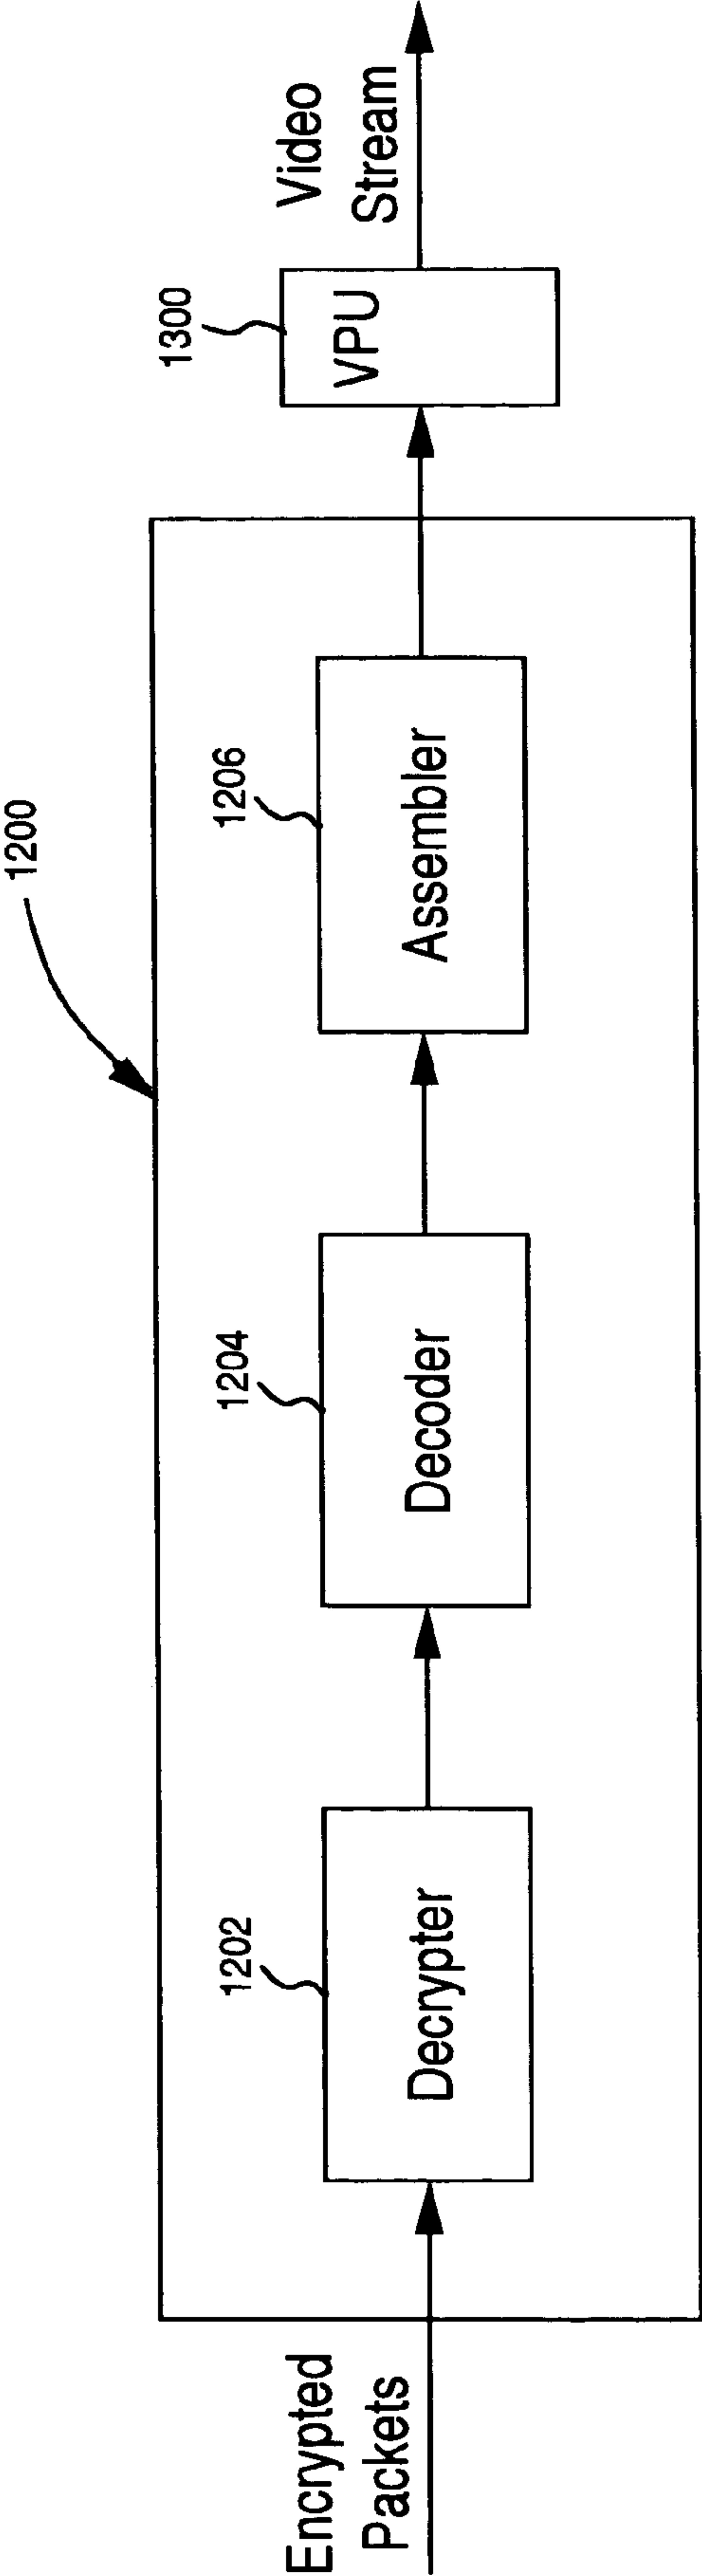 1200
Encrypted
Packets
1202
Decrypter
1204
Decoder
1206
Assembler
1300
VPU
Video
Stream